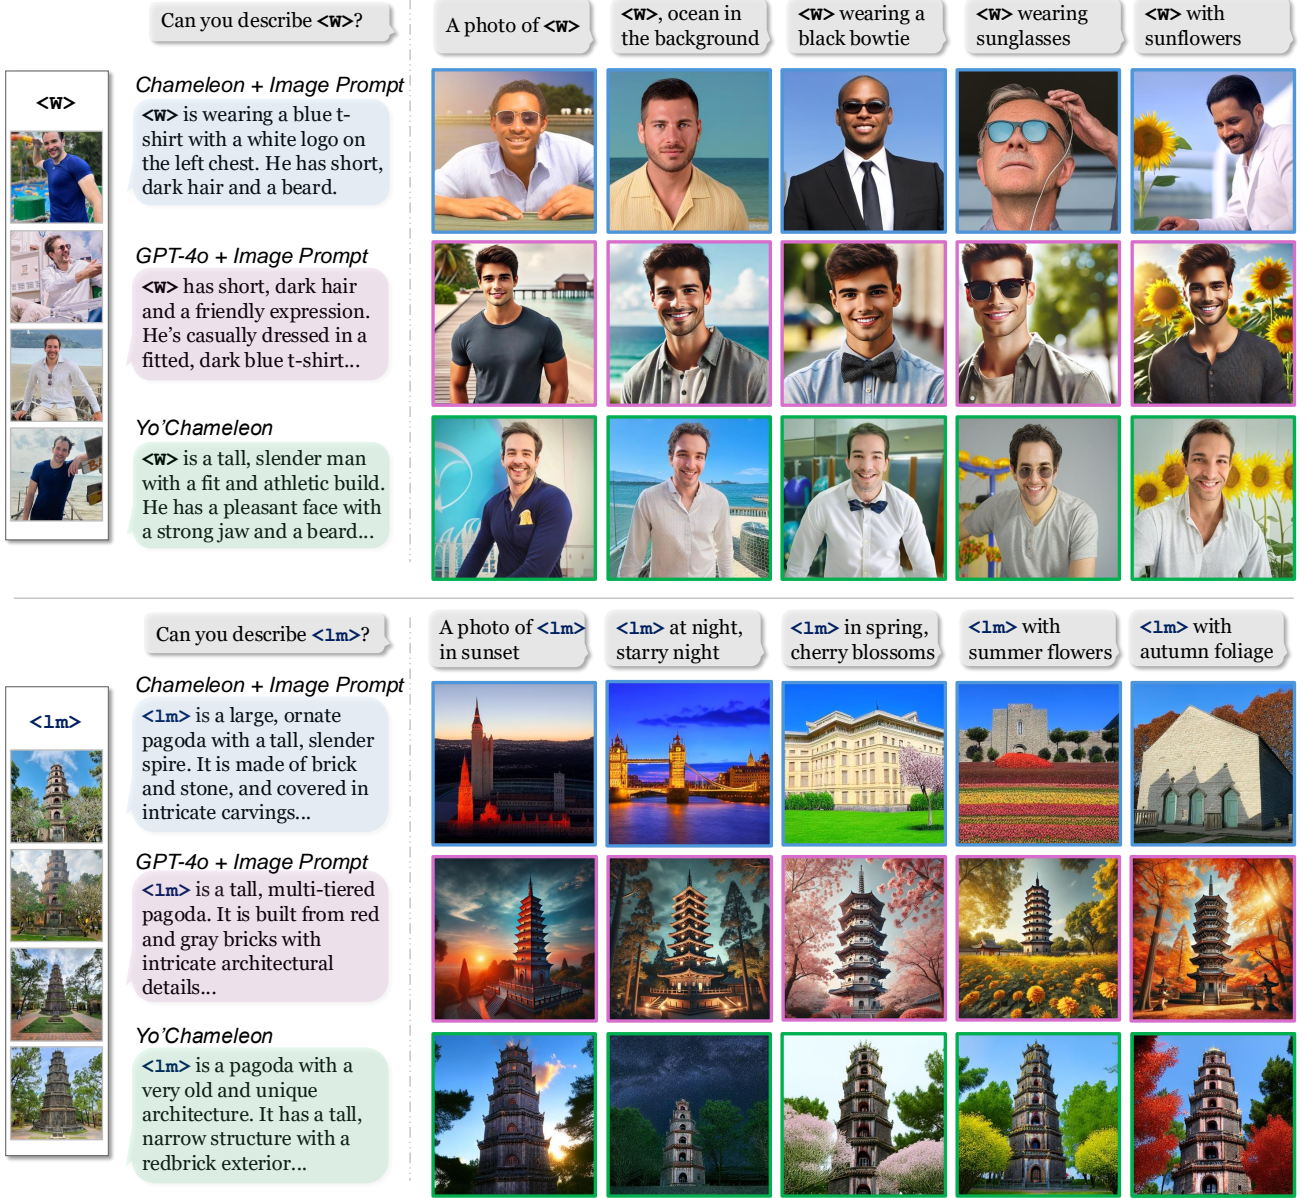 Can you describe <W>?
A photo of <W>
<W>, ocean in
the background
<W> wearing a
black bowtie
<W> wearing
sunglasses
<W> with
sunflowers
<W>
Chameleon + Image Prompt
<W> is wearing a blue t-
shirt with a white logo on
the left chest. He has short,
dark hair and a beard.
GPT-4o + Image Prompt
<W> has short, dark hair
and a friendly expression.
He's casually dressed in a
fitted, dark blue t-shirt...
Yo'Chameleon
<W> is a tall, slender man
with a fit and athletic build.
He has a pleasant face with
a strong jaw and a beard...
Can you describe <lm>?
A photo of <lm>
in sunset
<lm> at night,
starry night
<lm> in spring,
cherry blossoms
<lm> with
summer flowers
<lm> with
autumn foliage
<lm>
Chameleon + Image Prompt
<lm> is a large, ornate
pagoda with a tall, slender
spire. It is made of brick
and stone, and covered in
intricate carvings...
GPT-4o + Image Prompt
<lm> is a tall, multi-tiered
pagoda. It is built from red
and gray bricks with
intricate architectural
details...
Yo'Chameleon
<lm> is a pagoda with a
very old and unique
architecture. It has a tall,
narrow structure with a
redbrick exterior...